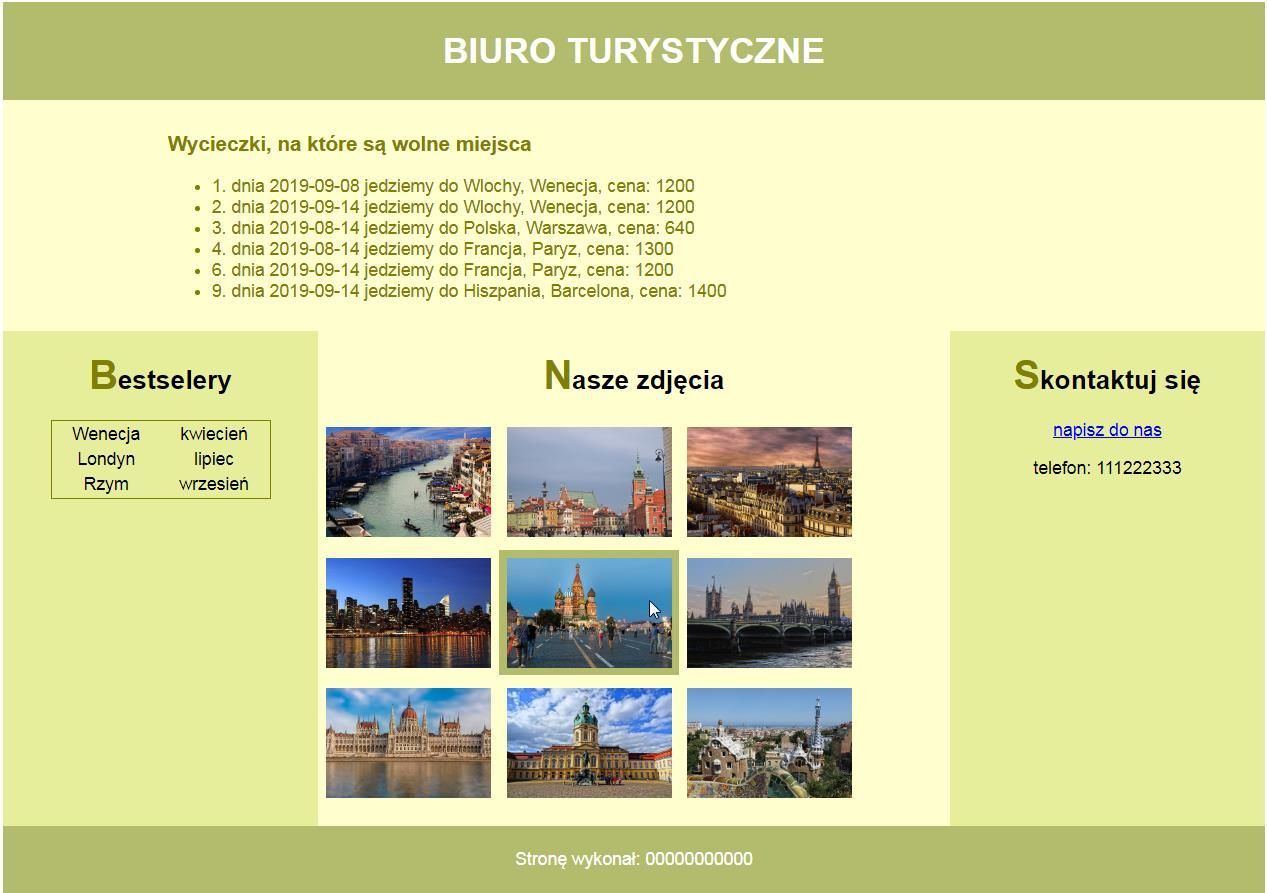 BIURO TURYSTYCZNE
Wycieczki, na które są wolne miejsca
1. dnia 2019-09-08 jedziemy do Wlochy, Wenecja, cena: 1200
2. dnia 2019-09-14 jedziemy do Wlochy, Wenecja, cena: 1200
3. dnia 2019-08-14 jedziemy do Polska, Warszawa, cena: 640
4. dnia 2019-08-14 jedziemy do Francja, Paryz, cena: 1300
6. dnia 2019-09-14 jedziemy do Francja, Paryz, cena: 1200
9. dnia 2019-09-14 jedziemy do Hiszpania, Barcelona, cena: 1400
Bestselery
Wenecja kwiecień
Londyn lipiec
Rzym wrzesień
Nasze zdjęcia
Skontaktuj się
napisz do nas
telefon: 111222333
Stronę wykonał: 00000000000